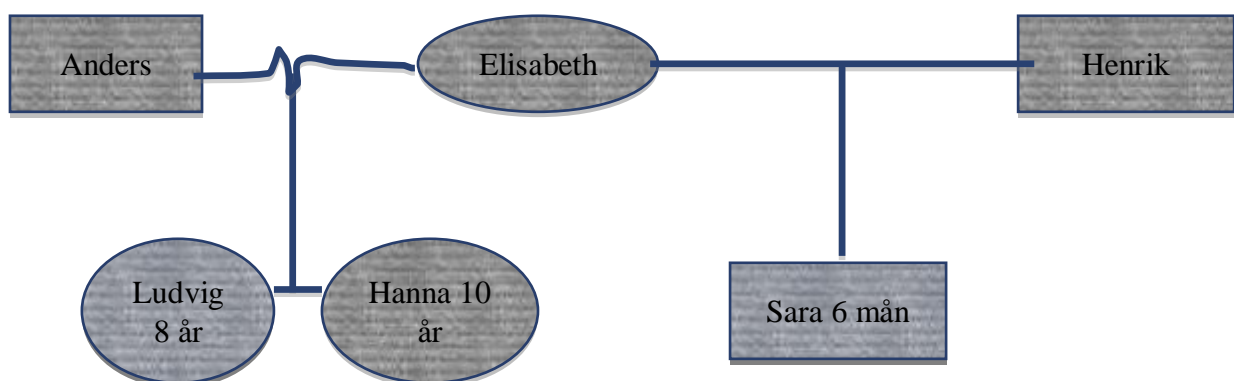 Anders
Elisabeth
Henrik
Ludvig
8 år
Hanna 10
år
Sara 6 mån